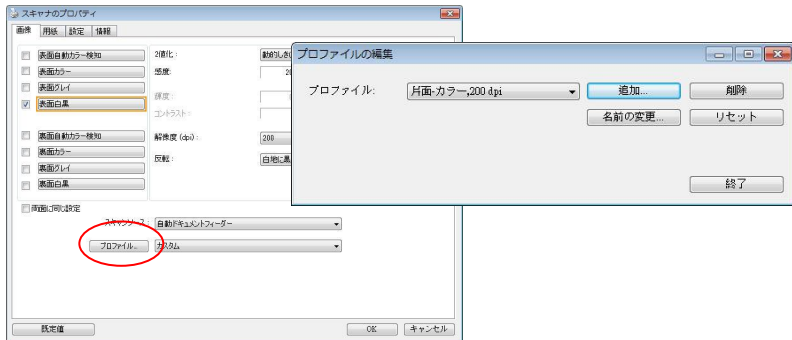 スキャナのプロパティ
画像 用紙 設定 情報
表面自動カラー検知
表面カラー
表面グレイ
表面白黒
裏面自動カラー検知
裏面カラー
裏面グレイ
裏面白黒
2値化:
感度:
20
輝度:
コントラスト:
解像度 (dpi):
200
反転:
両面に同じ設定
スキャンソース: 自動ドキュメントフィーダー
プロファイル... カスタム
既定値 OK キャンセル
プロファイルの編集
プロファイル: 片面-カラー,200 dpi 追加... 削除
名前の変更... リセット
終了